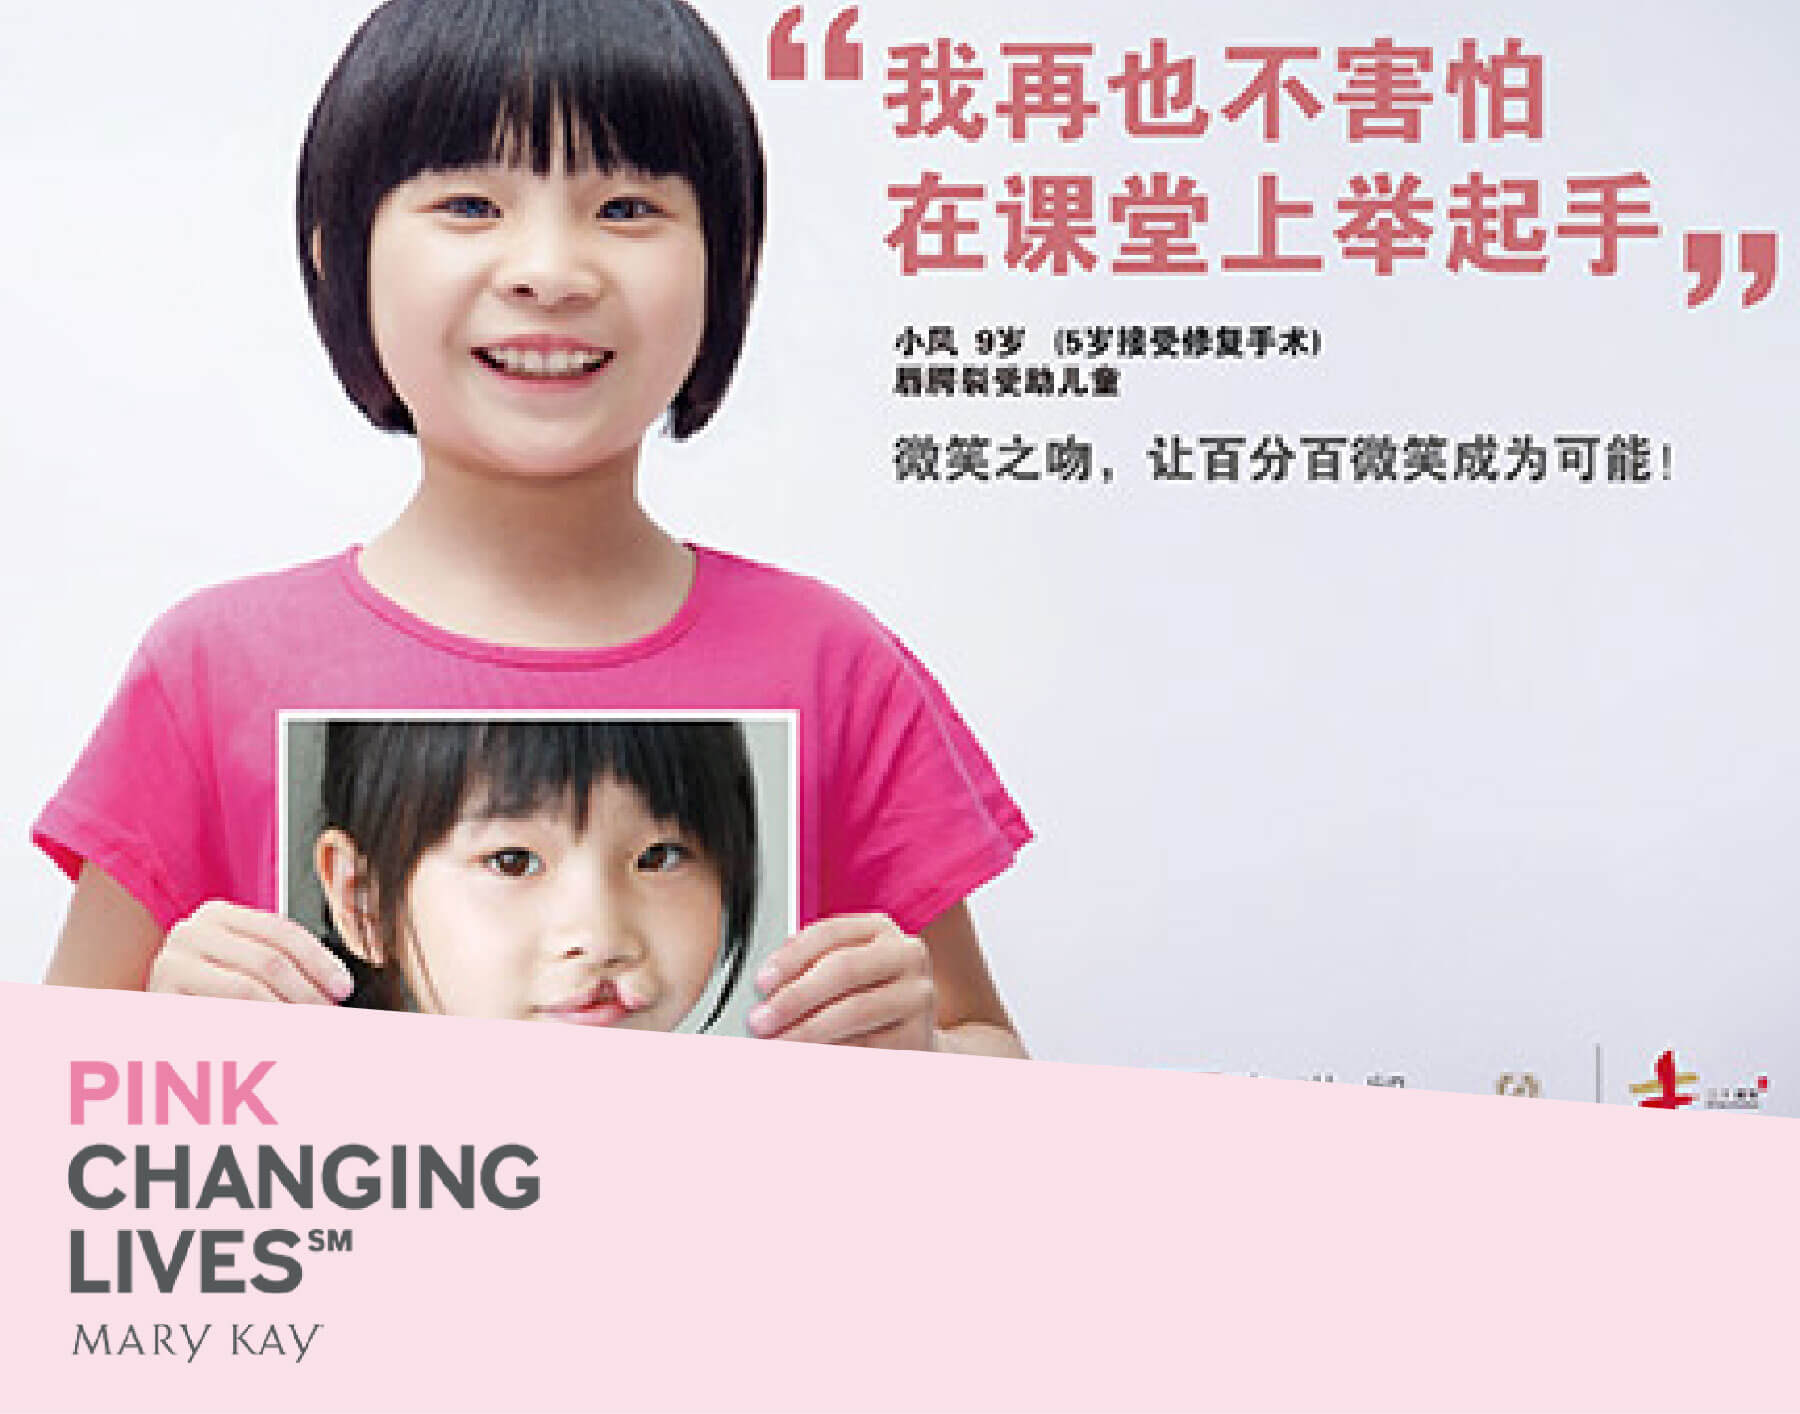 “我再也不害怕
在课堂上举起手”
小凤 9岁 (5岁接受修复手术)
唇腭裂受助儿童
微笑之吻，让百分百微笑成为可能！
PINK
CHANGING
LIVES℠
MARY KAY